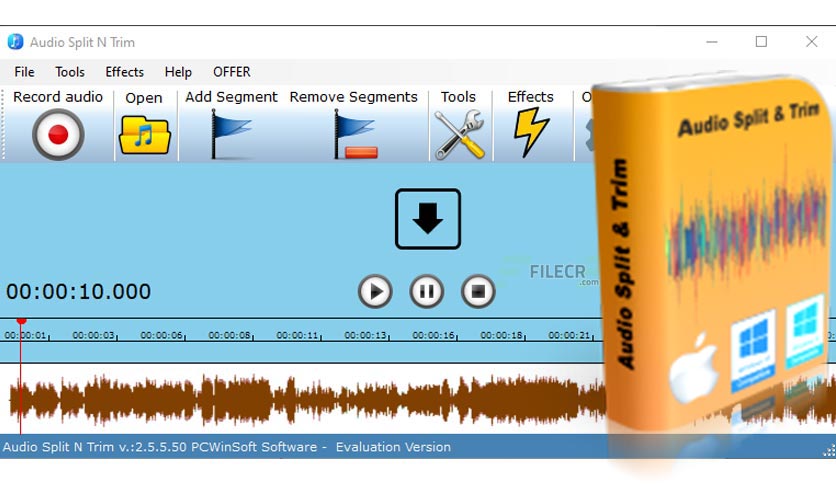 Audio Split N Trim
File Tools Effects Help OFFER
Record audio Open Add Segment Remove Segments Tools Effects O
Audio Split & Trim
Audio Split & Trim
FILECR
.com
00:00:10.000
00:00:01 00:00:03 00:00:06 00:00:08 00:00:11 00:00:13 00:00:16 00:00:18 00:00:21
Audio Split N Trim v.:2.5.5.50 PCWinSoft Software - Evaluation Version